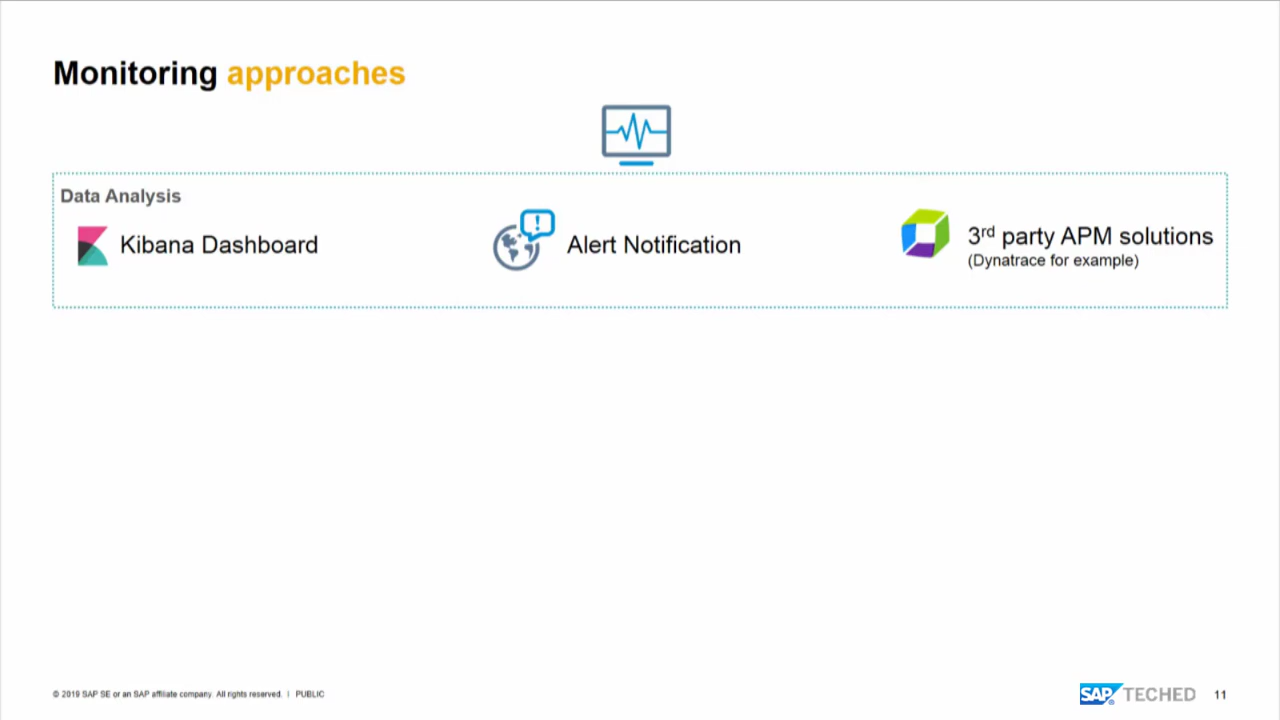 Monitoring approaches
Data Analysis
Kibana Dashboard
Alert Notification
3rd party APM solutions
(Dynatrace for example)
© 2019 SAP SE or an SAP affiliate company. All rights reserved. | PUBLIC
SAP TECHED
11